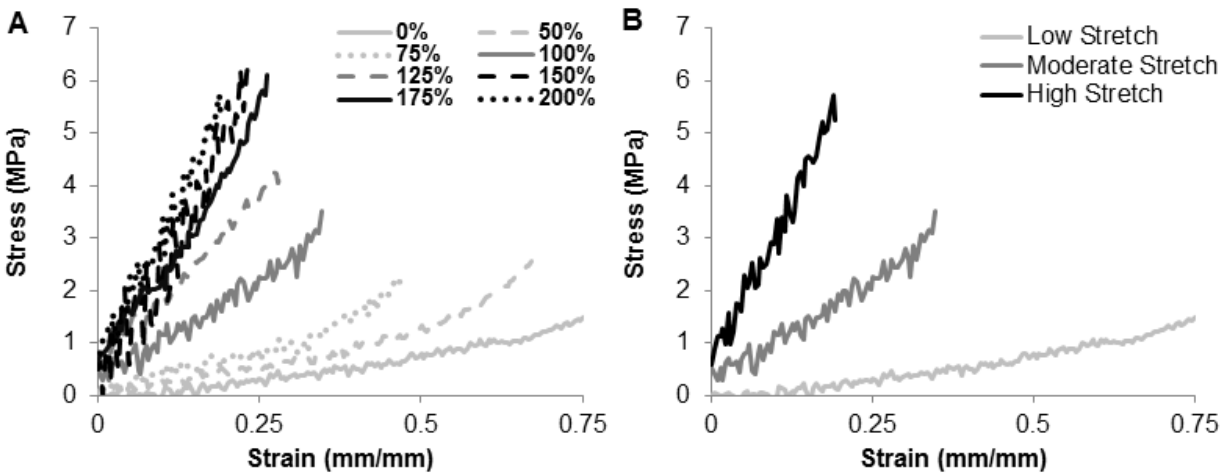 A
7
6
5
4
3
2
1
0
Stress (MPa)
0% 50%
75% 100%
125% 150%
175% 200%
0 0.25 0.5 0.75
Strain (mm/mm)
B
7
6
5
4
3
2
1
0
Stress (MPa)
Low Stretch
Moderate Stretch
High Stretch
0 0.25 0.5 0.75
Strain (mm/mm)